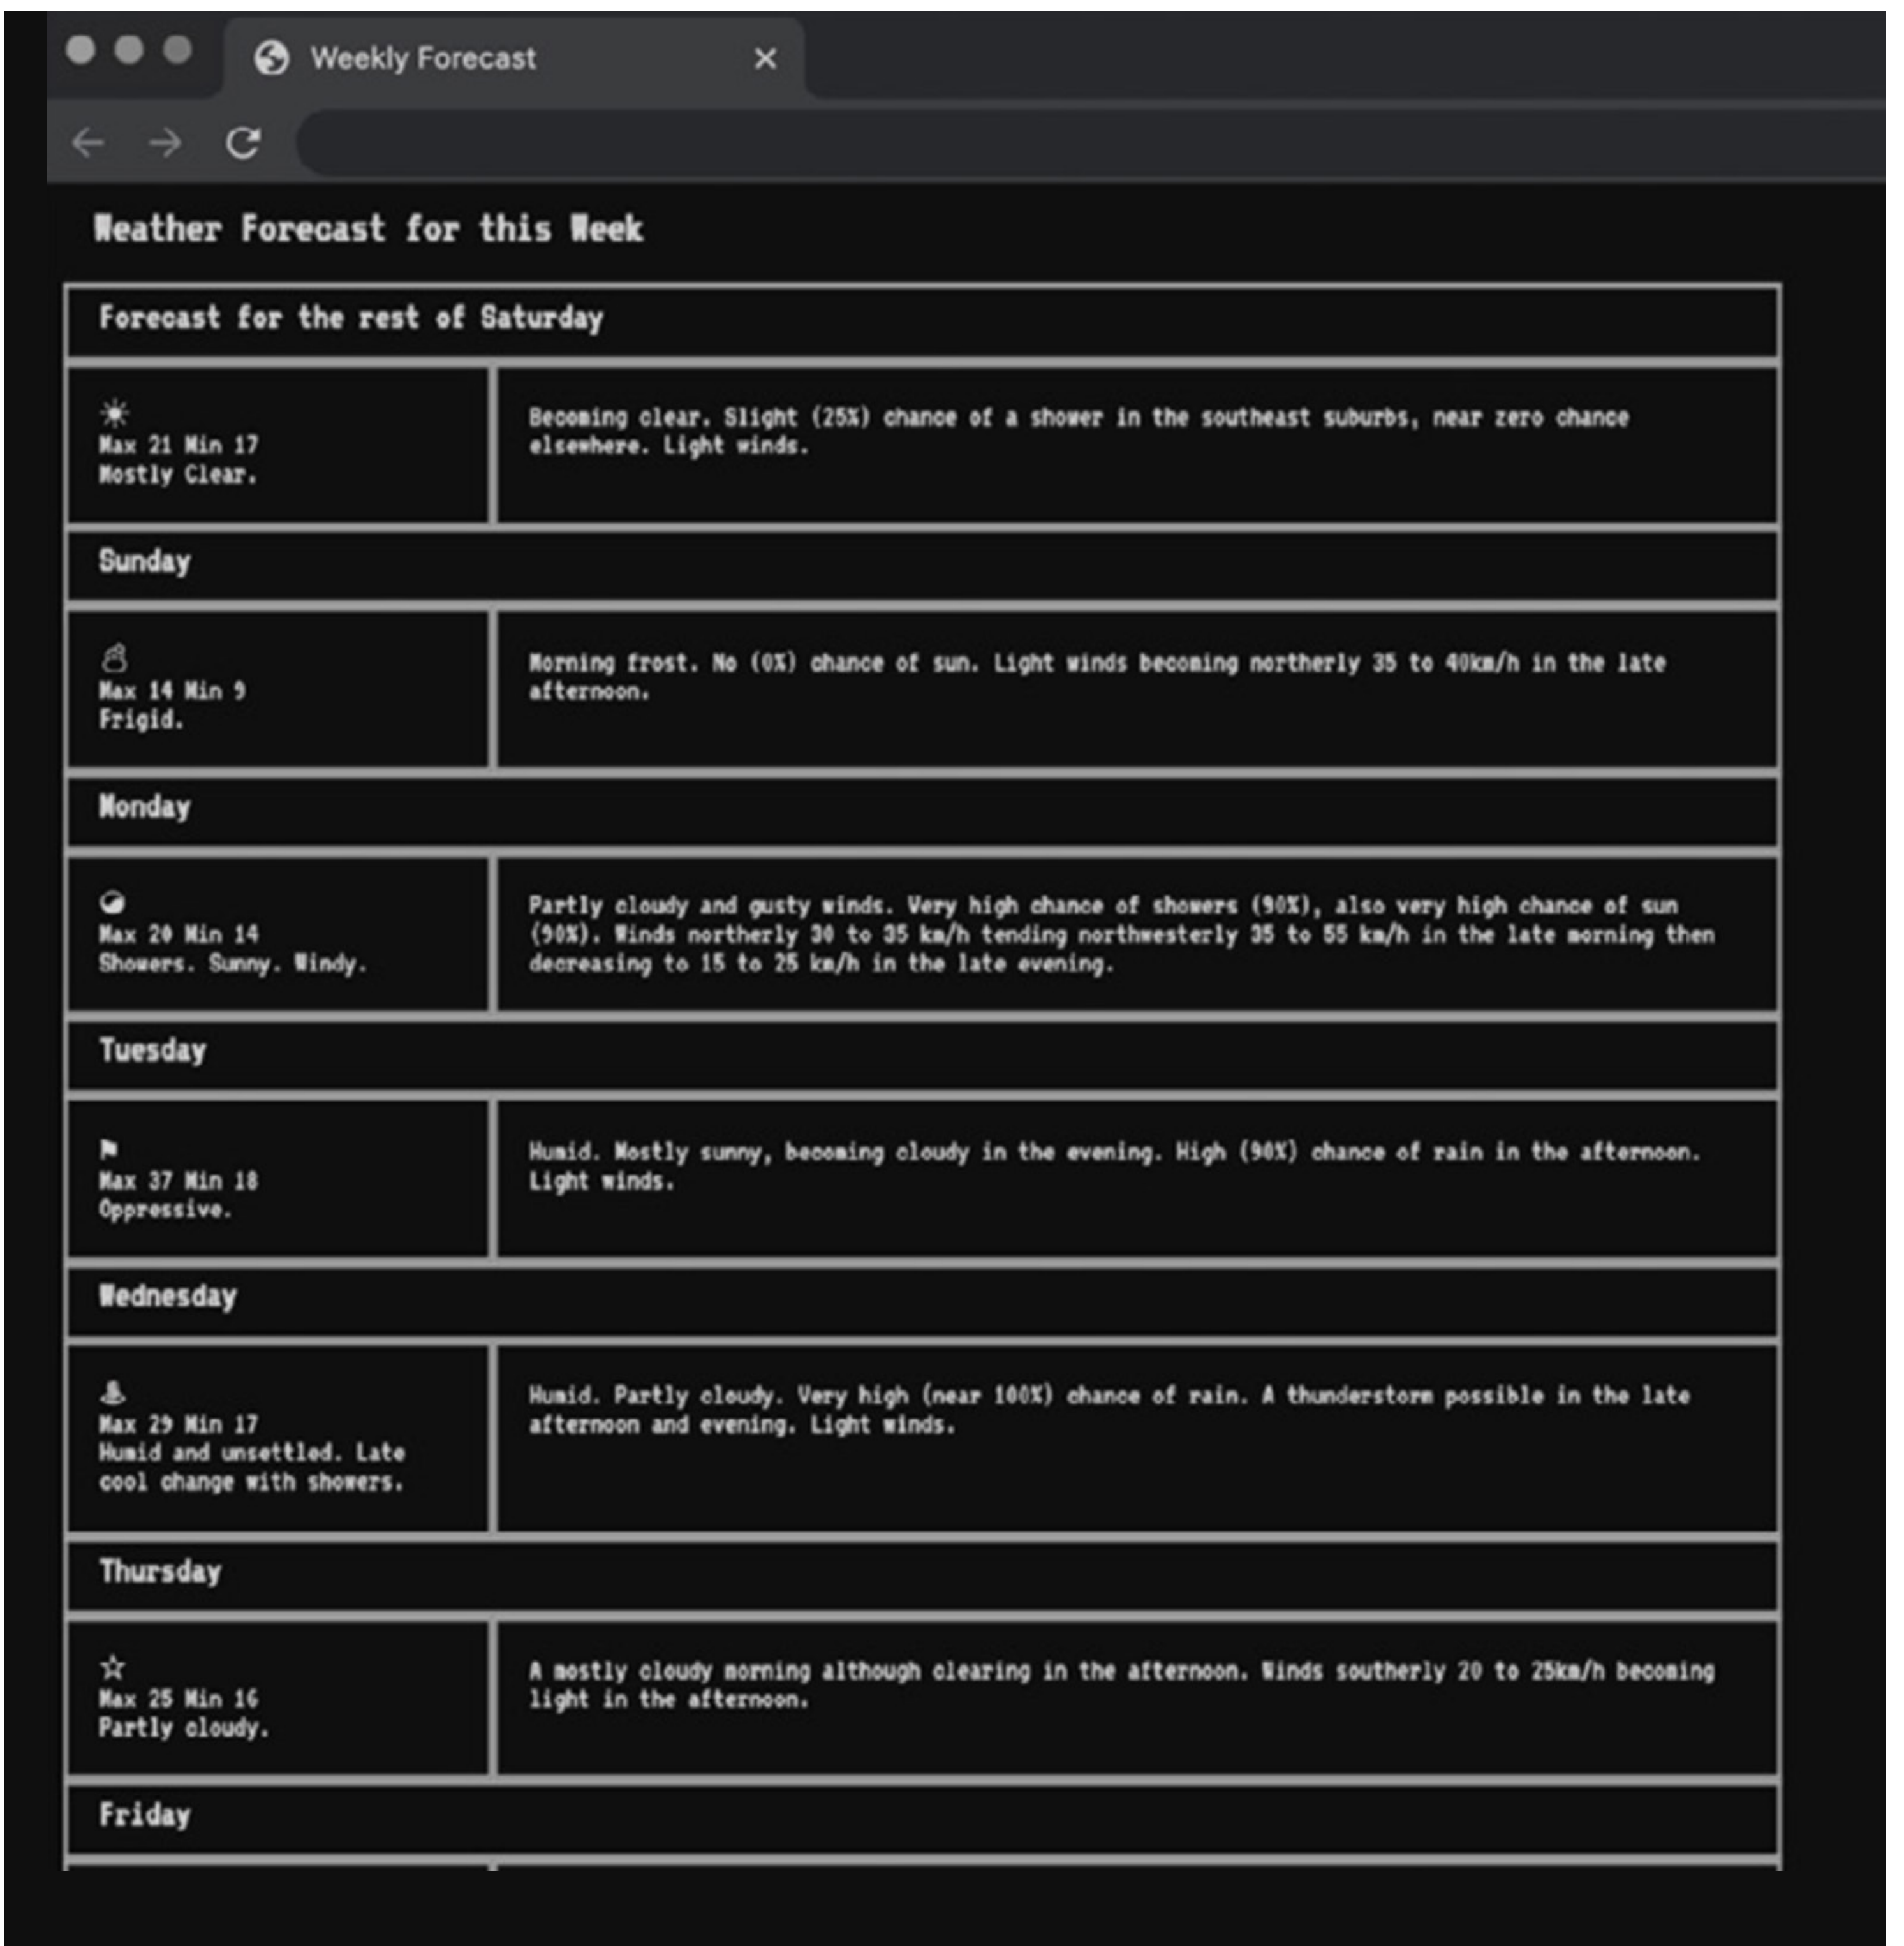 Weekly Forecast
Weather Forecast for this Week
Forecast for the rest of Saturday
Max 21 Min 17
Mostly Clear.
Becoming clear. Slight (25%) chance of a shower in the southeast suburbs, near zero chance
elsewhere. Light winds.
Sunday
Max 14 Min 9
Frigid.
Morning frost. No (0%) chance of sun. Light winds becoming northerly 35 to 40km/h in the late
afternoon.
Monday
Max 20 Min 14
Showers. Sunny. Windy.
Partly cloudy and gusty winds. Very high chance of showers (90%), also very high chance of sun
(90%). Winds northerly 30 to 35 km/h tending northwesterly 35 to 55 km/h in the late morning then
decreasing to 15 to 25 km/h in the late evening.
Tuesday
Max 37 Min 18
Oppressive.
Humid. Mostly sunny, becoming cloudy in the evening. High (90%) chance of rain in the afternoon.
Light winds.
Wednesday
Max 29 Min 17
Humid and unsettled. Late
cool change with showers.
Humid. Partly cloudy. Very high (near 100%) chance of rain. A thunderstorm possible in the late
afternoon and evening. Light winds.
Thursday
Max 25 Min 16
Partly cloudy.
A mostly cloudy morning although clearing in the afternoon. Winds southerly 20 to 25km/h becoming
light in the afternoon.
Friday